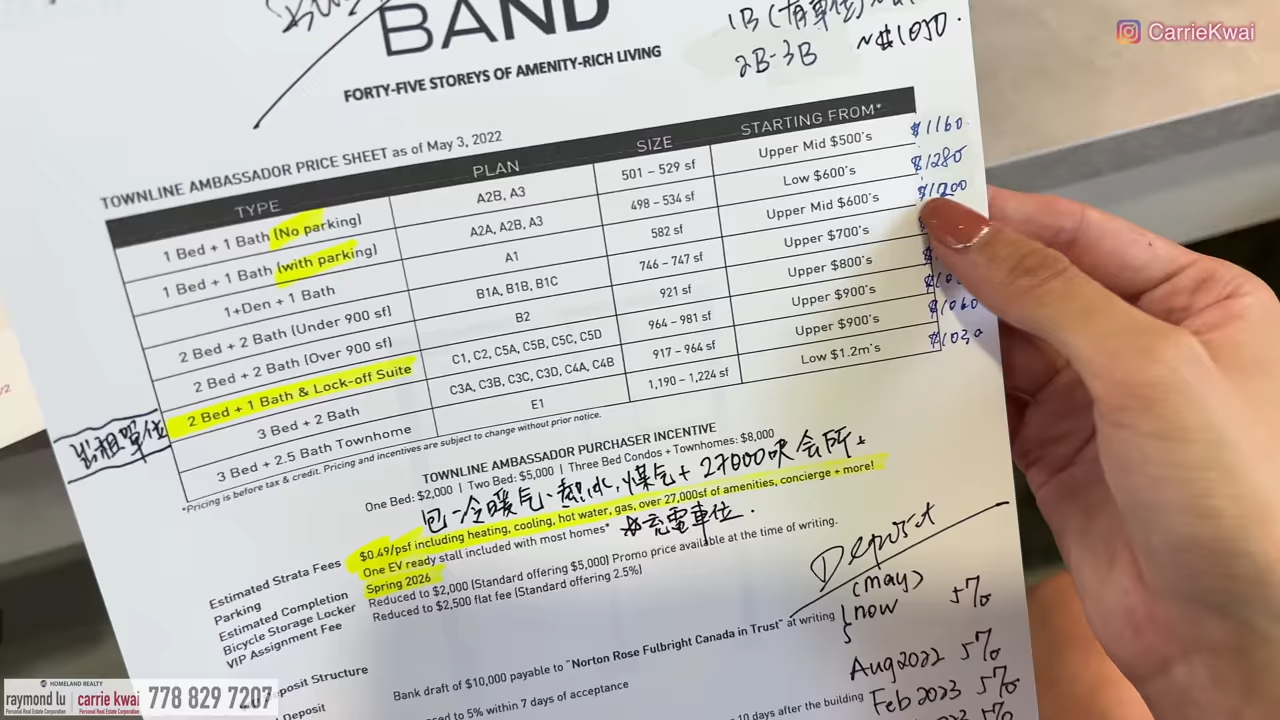 BAND
1B (有單位)
2B-3B ~$1050.
CarrieKwai
FORTY-FIVE STOREYS OF AMENITY-RICH LIVING
TOWNLINE AMBASSADOR PRICE SHEET as of May 3, 2022
TYPE PLAN SIZE STARTING FROM*
1 Bed + 1 Bath (No parking) A2B, A3 501 – 529 sf Upper Mid $500's $1160
1 Bed + 1 Bath (with parking) A2A, A2B, A3 498 – 534 sf Low $600's $1280
1+Den + 1 Bath A1 582 sf Upper Mid $600's $1200
2 Bed + 2 Bath (Under 900 sf) B1A, B1B, B1C 746 – 747 sf Upper $700's
2 Bed + 2 Bath (Over 900 sf) B2 921 sf Upper $800's
2 Bed + 1 Bath & Lock-off Suite C1, C2, C5A, C5B, C5C, C5D 964 – 981 sf Upper $900's
3 Bed + 2 Bath C3A, C3B, C3C, C3D, C4A, C4B 917 – 964 sf Upper $900's $1060
3 Bed + 2.5 Bath Townhome E1 1,190 – 1,224 sf Low $1.2m's $1030
出租單位
*Pricing is before tax & credit. Pricing and incentives are subject to change without prior notice.
TOWNLINE AMBASSADOR PURCHASER INCENTIVE
One Bed: $2,000 | Two Bed: $5,000 | Three Bed Condos + Townhomes: $8,000
包-冷暖气、熱水,煤气+27000呎會所+
Estimated Strata Fees $0.49/psf including heating, cooling, hot water, gas, over 27,000sf of amenities, concierge + more!
Parking One EV ready stall included with most homes* 充電車位.
Estimated Completion Spring 2026
Bicycle Storage Locker Reduced to $2,000 (Standard offering $5,000) Promo price available at the time of writing.
VIP Assignment Fee Reduced to $2,500 flat fee (Standard offering 2.5%)
Deposit
(May)
now 5%
Aug 2022 5%
Feb 2023 5%
5%
posit Structure
Deposit Bank draft of $10,000 payable to "Norton Rose Fulbright Canada in Trust" at writing
to 5% within 7 days of acceptance
10 days after the building
HOMELAND REALTY
raymond lu carrie kwai 778 829 7207
Personal Real Estate Corporation Personal Real Estate Corporation